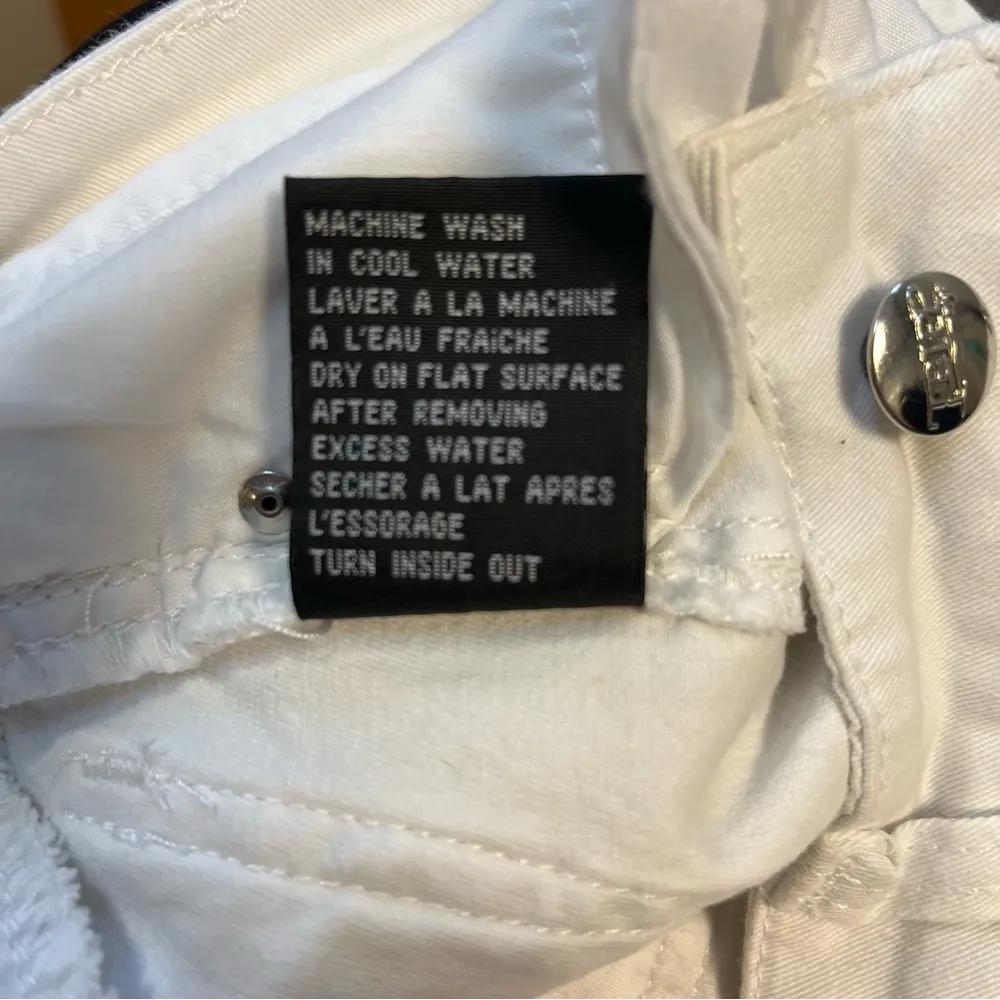 MACHINE WASH
IN COOL WATER
LAVER A LA MACHINE
A L'EAU FRAiCHE
DRY ON FLAT SURFACE
AFTER REMOVING
EXCESS WATER
SECHER A LAT APRES
L'ESSORAGE
TURN INSIDE OUT